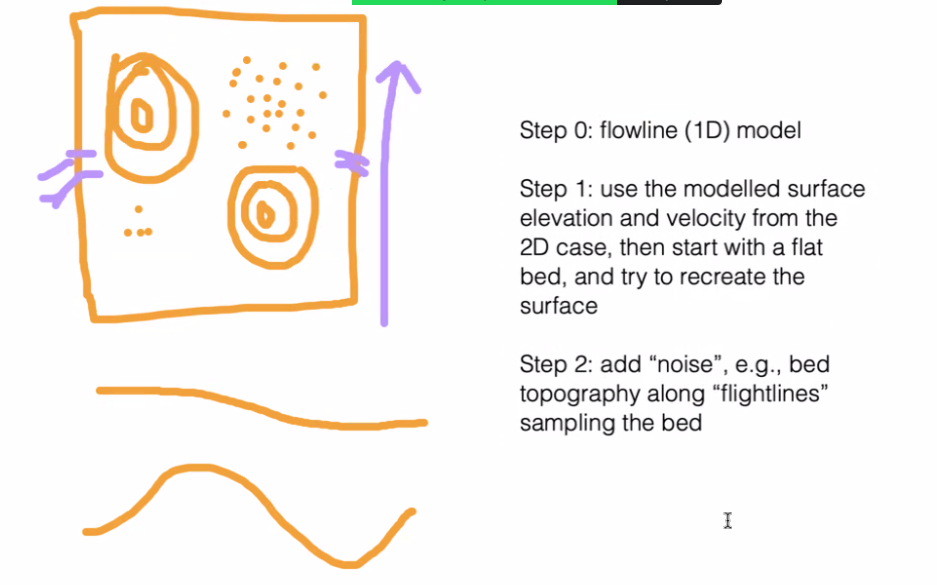 Step 0: flowline (1D) model
Step 1: use the modelled surface
elevation and velocity from the
2D case, then start with a flat
bed, and try to recreate the
surface
Step 2: add “noise”, e.g., bed
topography along “flightlines”
sampling the bed